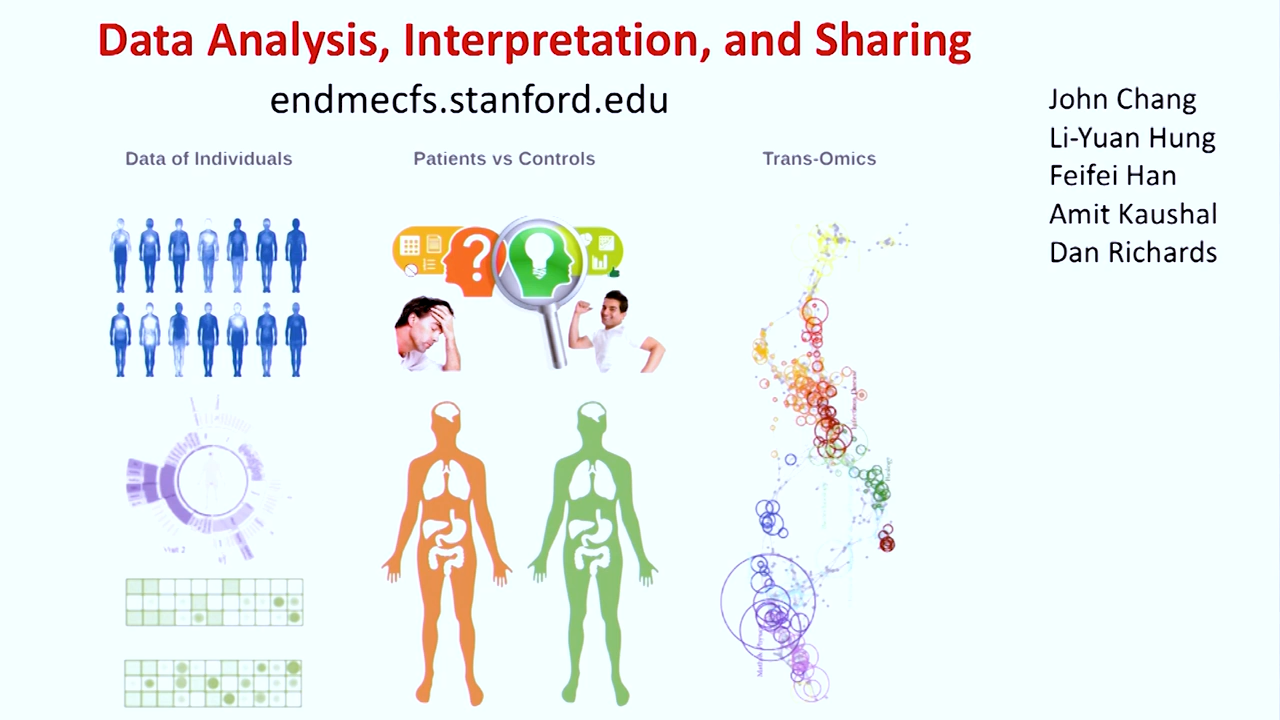 Data Analysis, Interpretation, and Sharing
endmecfs.stanford.edu
John Chang
Li-Yuan Hung
Feifei Han
Amit Kaushal
Dan Richards
Data of Individuals
Patients vs Controls
Trans-Omics
?